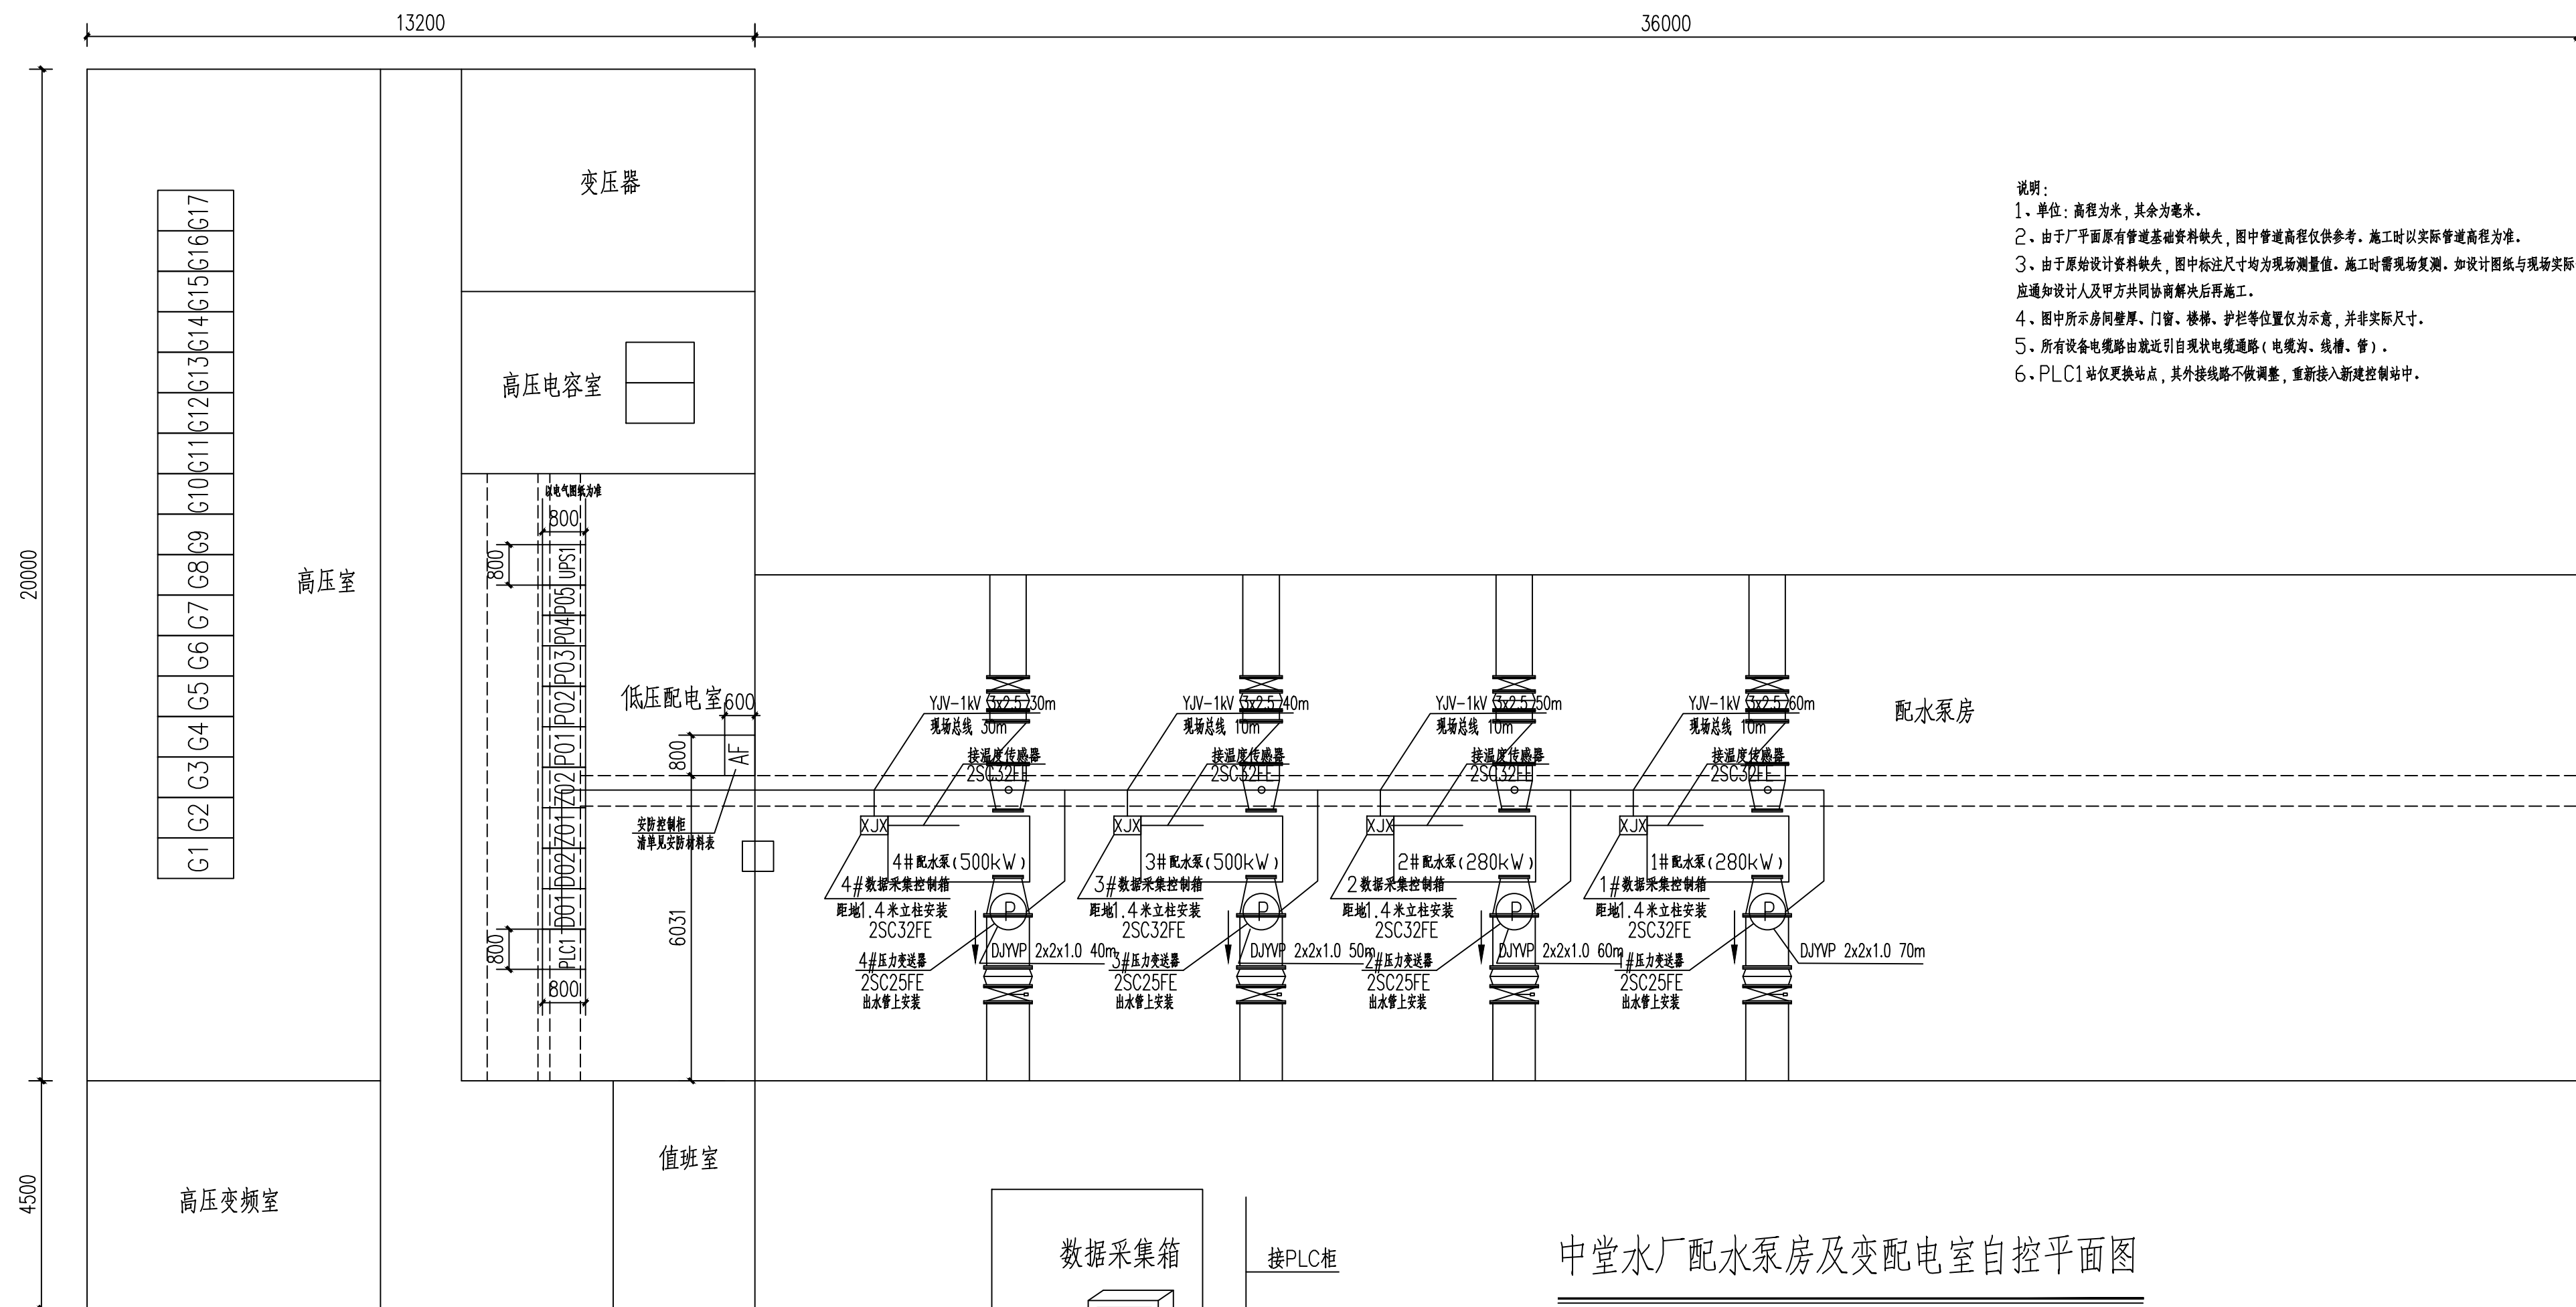 13200
36000
20000
4500
G17
G16
G15
G14
G13
G12
G11
G10
G9
G8
G7
G6
G5
G4
G3
G2
G1
高压室
高压变频室
变压器
高压电容室
以电气图纸为准
800
800
UPS1
P05
P04
P03
P02
P01
Z02
Z01
D02
D01
PLC1
800
800
低压配电室
600
800
AF
安防控制柜
清单见安防材料表
6031
值班室
说明:
1、单位: 高程为米, 其余为毫米.
2、由于厂平面原有管道基础资料缺失, 图中管道高程仅供参考. 施工时以实际管道高程为准.
3、由于原始设计资料缺失, 图中标注尺寸均为现场测量值. 施工时需现场复测. 如设计图纸与现场实际
应通知设计人及甲方共同协商解决后再施工.
4、图中所示房间壁厚、门窗、楼梯、护栏等位置仅为示意, 并非实际尺寸.
5、所有设备电缆路由就近引自现状电缆通路(电缆沟、线槽、管).
6、PLC1站仅更换站点, 其外接线路不做调整, 重新接入新建控制站中.
配水泵房
YJV-1kV 3x2.5 30m
现场总线 30m
接温度传感器
2SC32FE
XJX
4#配水泵(500kW)
4#数据采集控制箱
距地1.4米立柱安装
2SC32FE
P
DJYVP 2x2x1.0 40m
4#压力变送器
2SC25FE
出水管上安装
YJV-1kV 3x2.5 40m
现场总线 10m
接温度传感器
2SC32FE
XJX
3#配水泵(500kW)
3#数据采集控制箱
距地1.4米立柱安装
2SC32FE
P
DJYVP 2x2x1.0 50m
3#压力变送器
2SC25FE
出水管上安装
YJV-1kV 3x2.5 50m
现场总线 10m
接温度传感器
2SC32FE
XJX
2#配水泵(280kW)
2数据采集控制箱
距地1.4米立柱安装
2SC32FE
P
DJYVP 2x2x1.0 60m
2#压力变送器
2SC25FE
出水管上安装
YJV-1kV 3x2.5 60m
现场总线 10m
接温度传感器
2SC32FE
XJX
1#配水泵(280kW)
1#数据采集控制箱
距地1.4米立柱安装
2SC32FE
P
DJYVP 2x2x1.0 70m
1#压力变送器
2SC25FE
出水管上安装
数据采集箱
接PLC柜
中堂水厂配水泵房及变配电室自控平面图